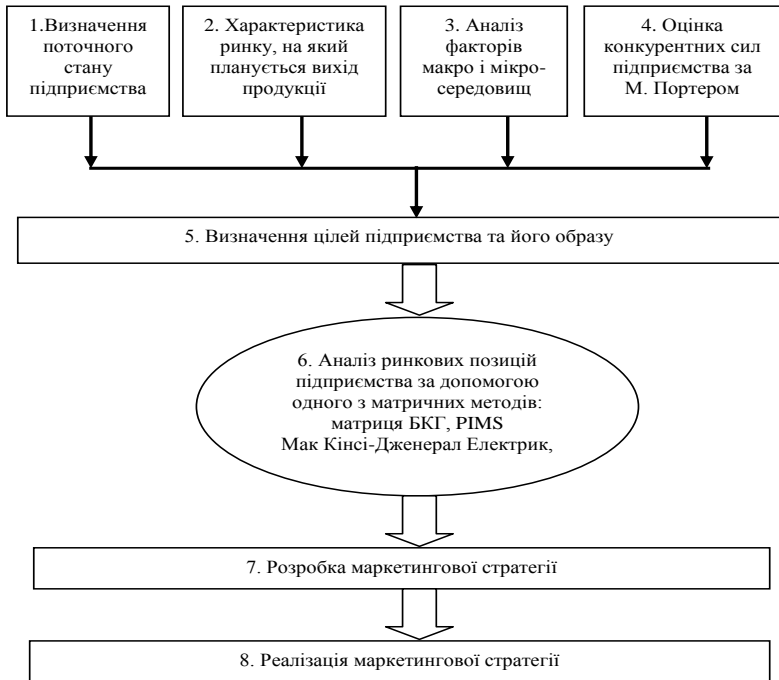 1.Визначення
поточного
стану
підприємства
2. Характеристика
ринку, на який
планується вихід
продукції
3. Аналіз
факторів
макро і мікро-
середовищ
4. Оцінка
конкурентних сил
підприємства за
М. Портером
5. Визначення цілей підприємства та його образу
6. Аналіз ринкових позицій
підприємства за допомогою
одного з матричних методів:
матриця БКГ, PIMS
Мак Кінсі-Дженерал Електрик,
7. Розробка маркетингової стратегії
8. Реалізація маркетингової стратегії